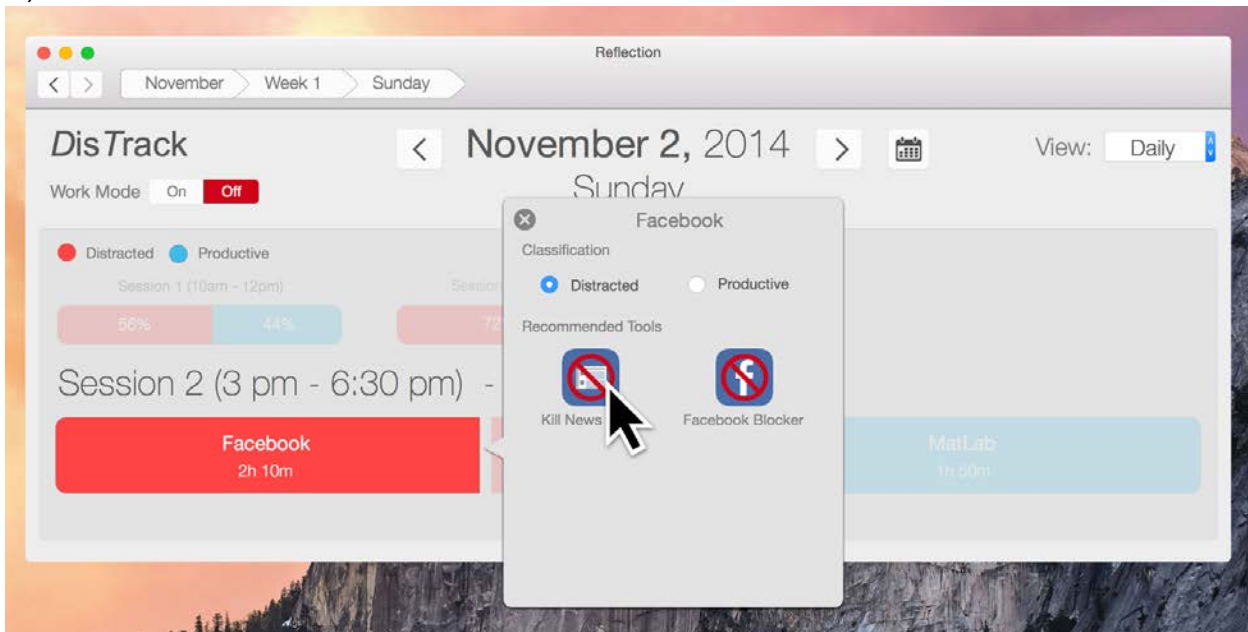 Reflection
November Week 1 Sunday
DisTrack
November 2, 2014
View: Daily
Work Mode On Off
Sunday
Facebook
Classification
Distracted Productive
Distracted Productive
Session 1 (10am - 12pm)
56% 44%
Recommended Tools
Session 2 (3 pm - 6:30 pm) -
Kill News
Facebook Blocker
Facebook
2h 10m
MatLab
1h 50m